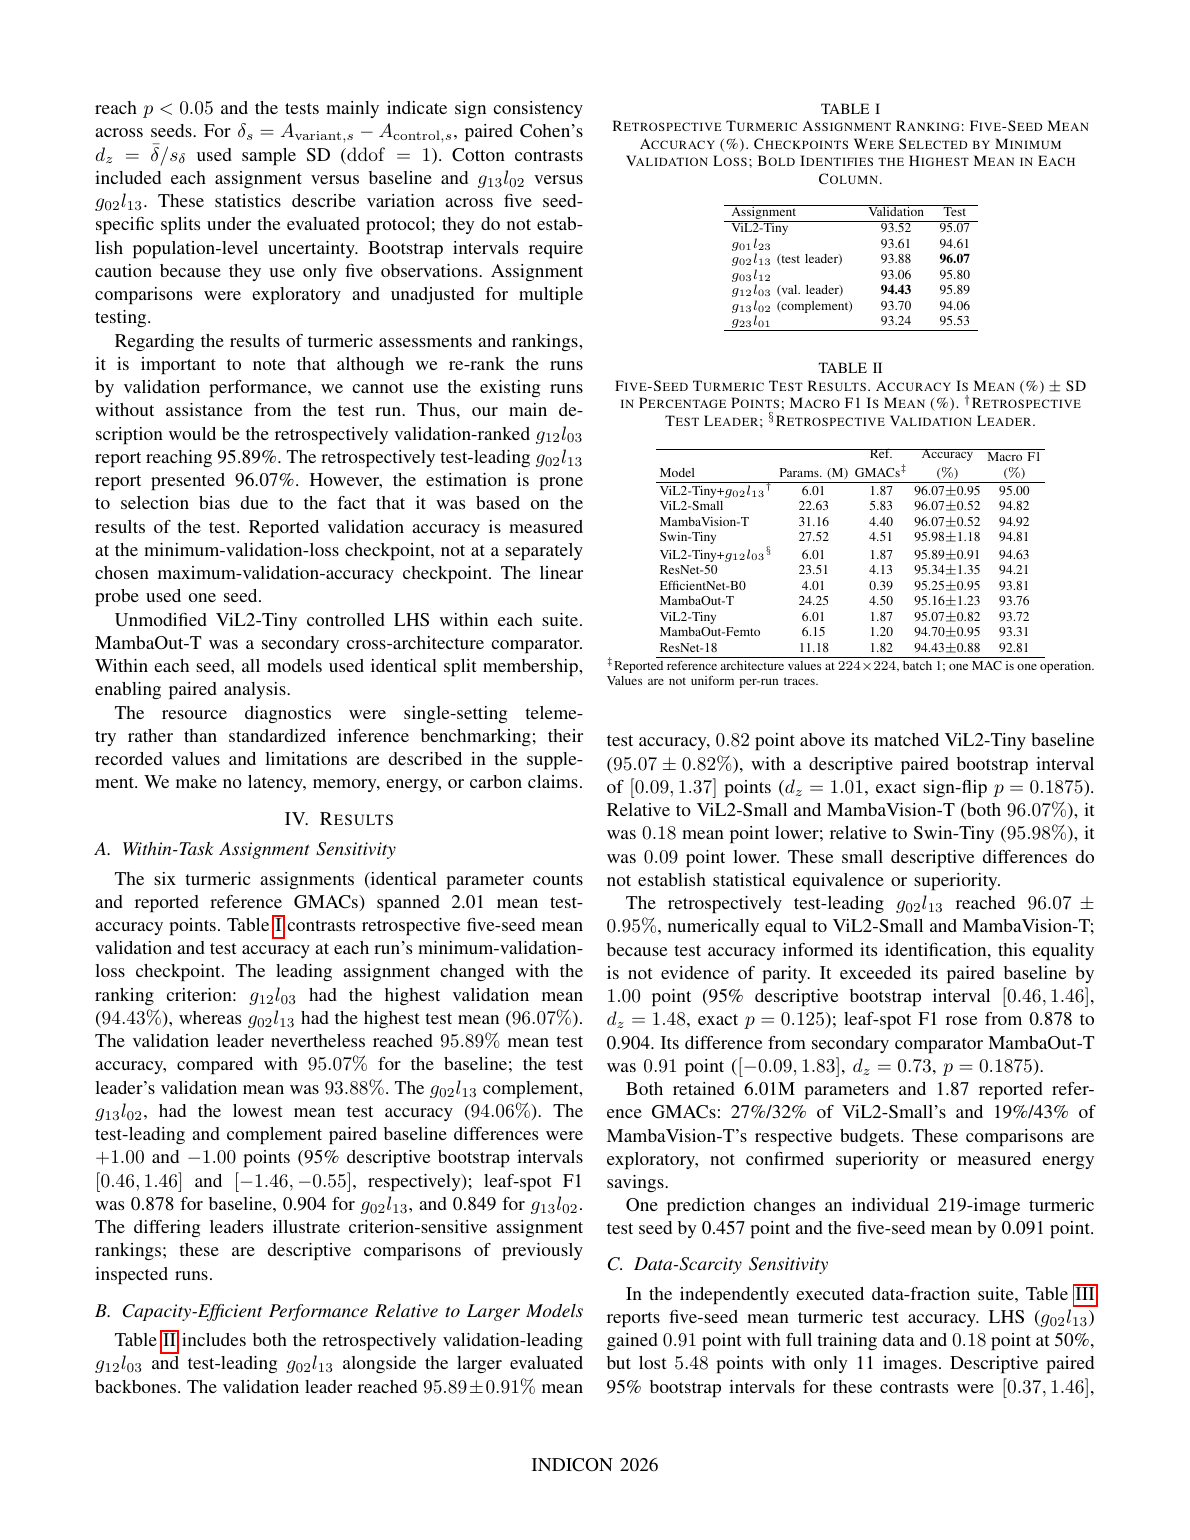 reach p < 0.05 and the tests mainly indicate sign consistency
across seeds. For δₛ = A_variant,s − A_control,s, paired Cohen's
d_z = δ̄/s_δ used sample SD (ddof = 1). Cotton contrasts
included each assignment versus baseline and g₁₃l₀₂ versus
g₀₂l₁₃. These statistics describe variation across five seed-
specific splits under the evaluated protocol; they do not estab-
lish population-level uncertainty. Bootstrap intervals require
caution because they use only five observations. Assignment
comparisons were exploratory and unadjusted for multiple
testing.
Regarding the results of turmeric assessments and rankings,
it is important to note that although we re-rank the runs
by validation performance, we cannot use the existing runs
without assistance from the test run. Thus, our main de-
scription would be the retrospectively validation-ranked g₁₂l₀₃
report reaching 95.89%. The retrospectively test-leading g₀₂l₁₃
report presented 96.07%. However, the estimation is prone
to selection bias due to the fact that it was based on the
results of the test. Reported validation accuracy is measured
at the minimum-validation-loss checkpoint, not at a separately
chosen maximum-validation-accuracy checkpoint. The linear
probe used one seed.
Unmodified ViL2-Tiny controlled LHS within each suite.
MambaOut-T was a secondary cross-architecture comparator.
Within each seed, all models used identical split membership,
enabling paired analysis.
The resource diagnostics were single-setting teleme-
try rather than standardized inference benchmarking; their
recorded values and limitations are described in the supple-
ment. We make no latency, memory, energy, or carbon claims.
IV. RESULTS
A. Within-Task Assignment Sensitivity
The six turmeric assignments (identical parameter counts
and reported reference GMACs) spanned 2.01 mean test-
accuracy points. Table I contrasts retrospective five-seed mean
validation and test accuracy at each run's minimum-validation-
loss checkpoint. The leading assignment changed with the
ranking criterion: g₁₂l₀₃ had the highest validation mean
(94.43%), whereas g₀₂l₁₃ had the highest test mean (96.07%).
The validation leader nevertheless reached 95.89% mean test
accuracy, compared with 95.07% for the baseline; the test
leader's validation mean was 93.88%. The g₀₂l₁₃ complement,
g₁₃l₀₂, had the lowest mean test accuracy (94.06%). The
test-leading and complement paired baseline differences were
+1.00 and −1.00 points (95% descriptive bootstrap intervals
[0.46, 1.46] and [−1.46, −0.55], respectively); leaf-spot F1
was 0.878 for baseline, 0.904 for g₀₂l₁₃, and 0.849 for g₁₃l₀₂.
The differing leaders illustrate criterion-sensitive assignment
rankings; these are descriptive comparisons of previously
inspected runs.
B. Capacity-Efficient Performance Relative to Larger Models
Table II includes both the retrospectively validation-leading
g₁₂l₀₃ and test-leading g₀₂l₁₃ alongside the larger evaluated
backbones. The validation leader reached 95.89±0.91% mean
TABLE I
RETROSPECTIVE TURMERIC ASSIGNMENT RANKING: FIVE-SEED MEAN
ACCURACY (%). CHECKPOINTS WERE SELECTED BY MINIMUM
VALIDATION LOSS; BOLD IDENTIFIES THE HIGHEST MEAN IN EACH
COLUMN.
Assignment Validation Test
ViL2-Tiny 93.52 95.07
g₀₁l₂₃ 93.61 94.61
g₀₂l₁₃ (test leader) 93.88 96.07
g₀₃l₁₂ 93.06 95.80
g₁₂l₀₃ (val. leader) 94.43 95.89
g₁₃l₀₂ (complement) 93.70 94.06
g₂₃l₀₁ 93.24 95.53
TABLE II
FIVE-SEED TURMERIC TEST RESULTS. ACCURACY IS MEAN (%) ± SD
IN PERCENTAGE POINTS; MACRO F1 IS MEAN (%). †RETROSPECTIVE
TEST LEADER; §RETROSPECTIVE VALIDATION LEADER.
Ref. Accuracy Macro F1
Model Params. (M) GMACs‡ (%) (%)
ViL2-Tiny+g₀₂l₁₃† 6.01 1.87 96.07±0.95 95.00
ViL2-Small 22.63 5.83 96.07±0.52 94.82
MambaVision-T 31.16 4.40 96.07±0.52 94.92
Swin-Tiny 27.52 4.51 95.98±1.18 94.81
ViL2-Tiny+g₁₂l₀₃§ 6.01 1.87 95.89±0.91 94.63
ResNet-50 23.51 4.13 95.34±1.35 94.21
EfficientNet-B0 4.01 0.39 95.25±0.95 93.81
MambaOut-T 24.25 4.50 95.16±1.23 93.76
ViL2-Tiny 6.01 1.87 95.07±0.82 93.72
MambaOut-Femto 6.15 1.20 94.70±0.95 93.31
ResNet-18 11.18 1.82 94.43±0.88 92.81
‡Reported reference architecture values at 224×224, batch 1; one MAC is one operation.
Values are not uniform per-run traces.
test accuracy, 0.82 point above its matched ViL2-Tiny baseline
(95.07 ± 0.82%), with a descriptive paired bootstrap interval
of [0.09, 1.37] points (d_z = 1.01, exact sign-flip p = 0.1875).
Relative to ViL2-Small and MambaVision-T (both 96.07%), it
was 0.18 mean point lower; relative to Swin-Tiny (95.98%), it
was 0.09 point lower. These small descriptive differences do
not establish statistical equivalence or superiority.
The retrospectively test-leading g₀₂l₁₃ reached 96.07 ±
0.95%, numerically equal to ViL2-Small and MambaVision-T;
because test accuracy informed its identification, this equality
is not evidence of parity. It exceeded its paired baseline by
1.00 point (95% descriptive bootstrap interval [0.46, 1.46],
d_z = 1.48, exact p = 0.125); leaf-spot F1 rose from 0.878 to
0.904. Its difference from secondary comparator MambaOut-T
was 0.91 point ([−0.09, 1.83], d_z = 0.73, p = 0.1875).
Both retained 6.01M parameters and 1.87 reported refer-
ence GMACs: 27%/32% of ViL2-Small's and 19%/43% of
MambaVision-T's respective budgets. These comparisons are
exploratory, not confirmed superiority or measured energy
savings.
One prediction changes an individual 219-image turmeric
test seed by 0.457 point and the five-seed mean by 0.091 point.
C. Data-Scarcity Sensitivity
In the independently executed data-fraction suite, Table III
reports five-seed mean turmeric test accuracy. LHS (g₀₂l₁₃)
gained 0.91 point with full training data and 0.18 point at 50%,
but lost 5.48 points with only 11 images. Descriptive paired
95% bootstrap intervals for these contrasts were [0.37, 1.46],
INDICON 2026